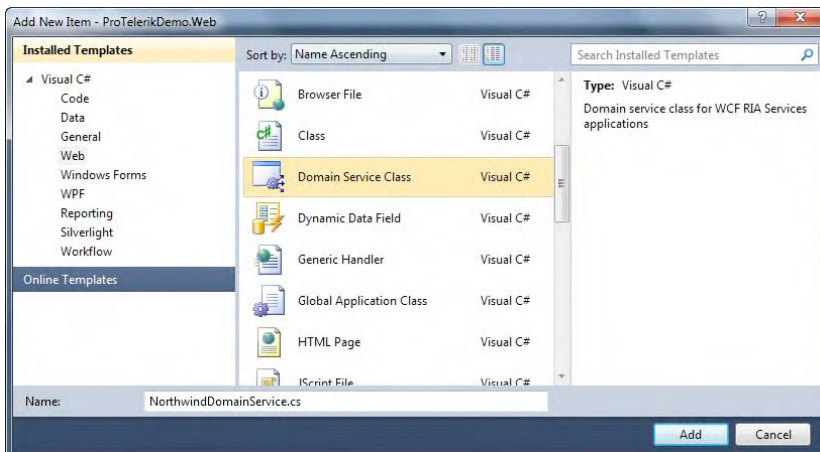 Add New Item - ProTelerikDemo.Web
Installed Templates
Visual C#
Code
Data
General
Web
Windows Forms
WPF
Reporting
Silverlight
Workflow
Online Templates
Sort by: Name Ascending
Browser File Visual C#
Class Visual C#
Domain Service Class Visual C#
Dynamic Data Field Visual C#
Generic Handler Visual C#
Global Application Class Visual C#
HTML Page Visual C#
JScript File Visual C#
Search Installed Templates
Type: Visual C#
Domain service class for WCF RIA Services
applications
Name: NorthwindDomainService.cs
Add Cancel